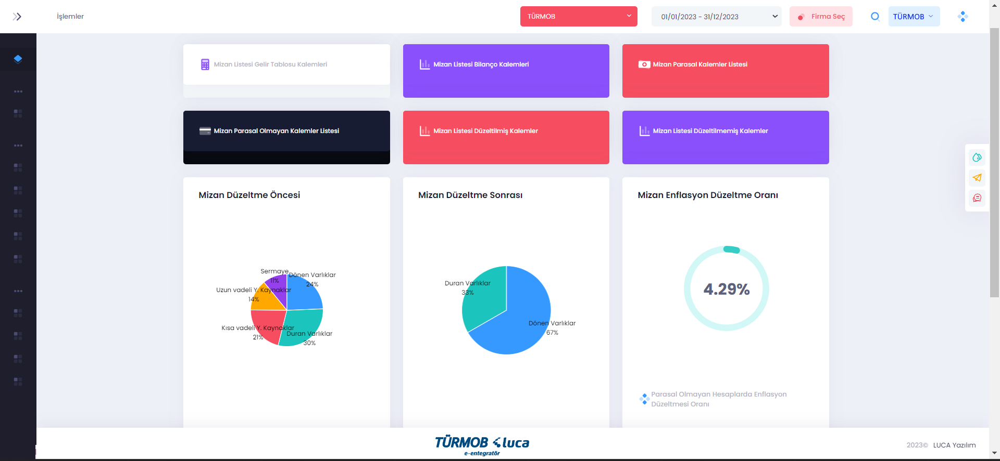 İşlemler
TÜRMOB
01/01/2023 - 31/12/2023
Firma Seç
TÜRMOB
Mizan Listesi Gelir Tablosu Kalemleri
Mizan Listesi Bilanço Kalemleri
Mizan Parasal Kalemler Listesi
Mizan Parasal Olmayan Kalemler Listesi
Mizan Listesi Düzeltilmiş Kalemler
Mizan Listesi Düzeltilmemiş Kalemler
Mizan Düzeltme Öncesi
Sermaye
11%
Dönen Varlıklar
24%
Uzun vadeli Y. Kaynaklar
14%
Kısa vadeli Y. Kaynaklar
21%
Duran Varlıklar
30%
Mizan Düzeltme Sonrası
Duran Varlıklar
33%
Dönen Varlıklar
67%
Mizan Enflasyon Düzeltme Oranı
4.29%
Parasal Olmayan Hesaplarda Enflasyon
Düzeltmesi Oranı
TÜRMOB luca
e-entegratör
2023© LUCA Yazılım